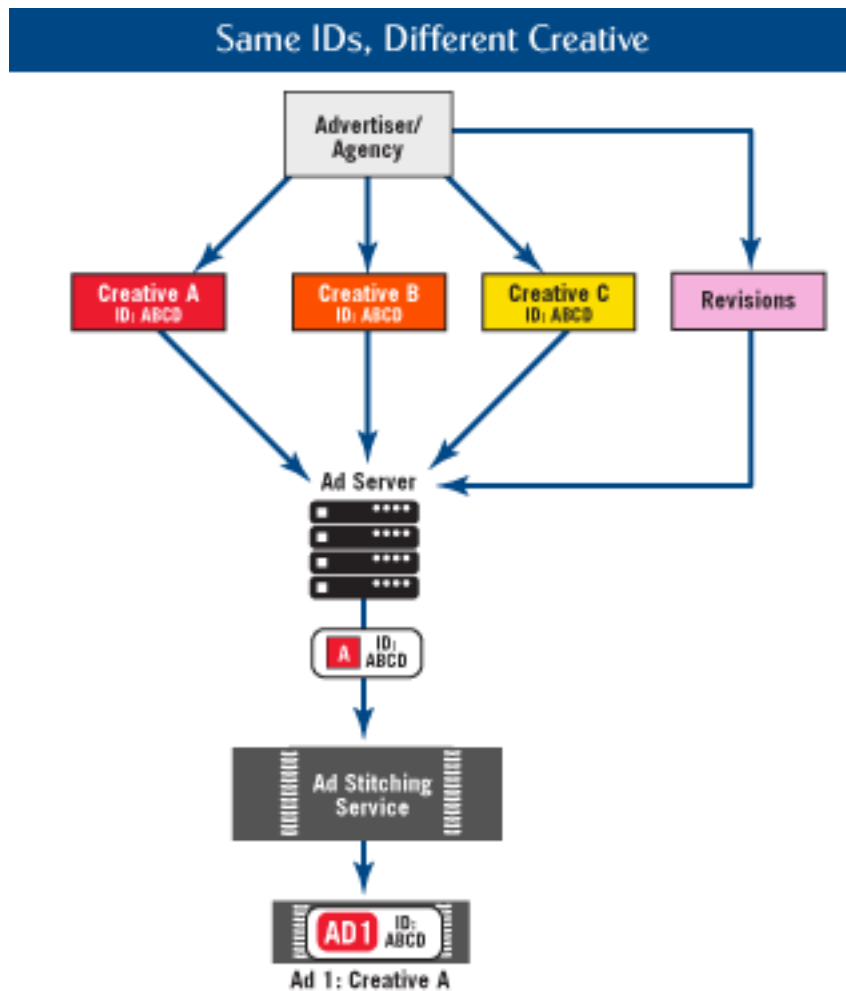 Same IDs, Different Creative
Advertiser/
Agency
Creative A
ID: ABCD
Creative B
ID: ABCD
Creative C
ID: ABCD
Revisions
Ad Server
A
ID:
ABCD
Ad Stitching
Service
AD1
ID:
ABCD
Ad 1: Creative A